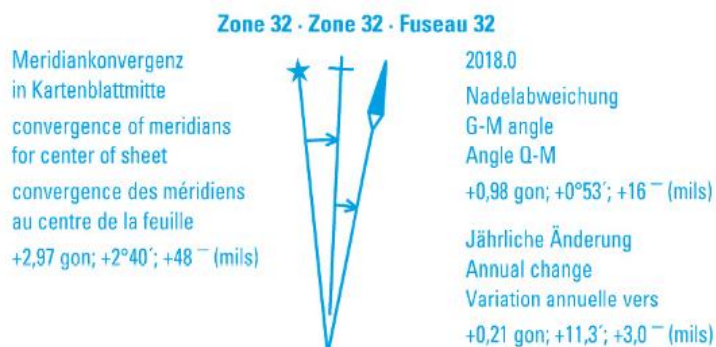 Zone 32 · Zone 32 · Fuseau 32
Meridiankonvergenz
in Kartenblattmitte
convergence of meridians
for center of sheet
convergence des méridiens
au centre de la feuille
+2,97 gon; +2°40´; +48 ¯ (mils)
2018.0
Nadelabweichung
G-M angle
Angle Q-M
+0,98 gon; +0°53´; +16 ¯ (mils)
Jährliche Änderung
Annual change
Variation annuelle vers
+0,21 gon; +11,3´; +3,0 ¯ (mils)